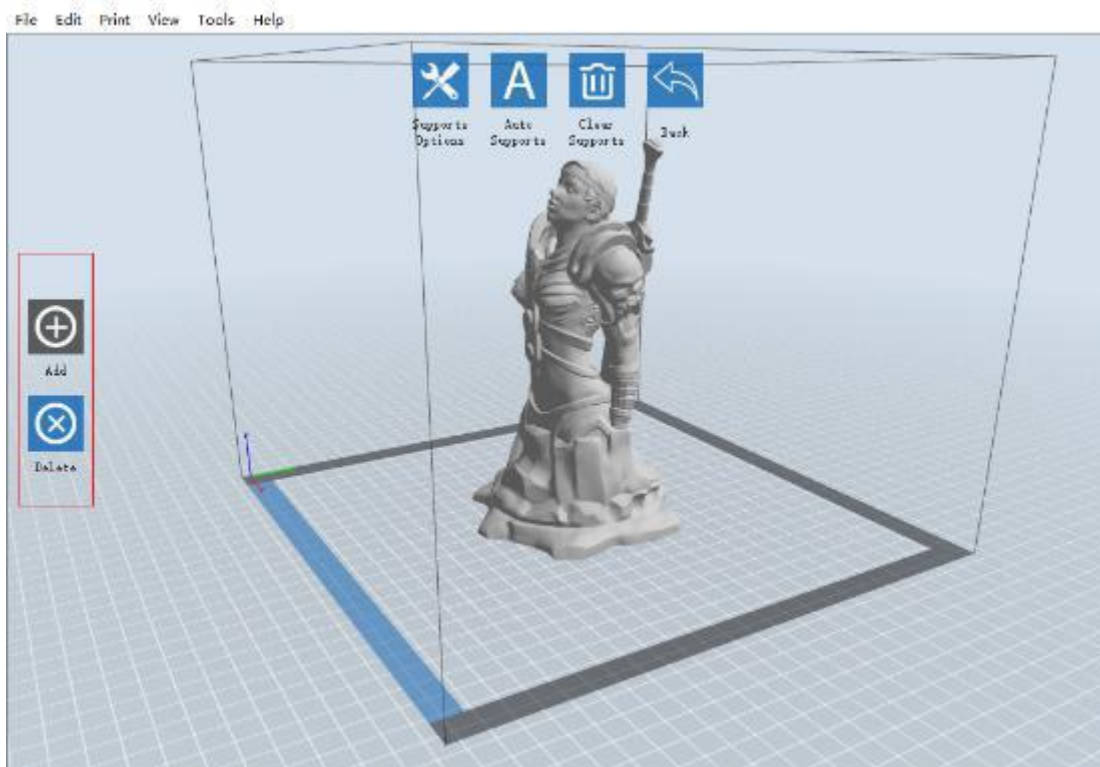 File Edit Print View Tools Help
A
Supports Auto Clear Back
Options Supports Supports
Add
Delete